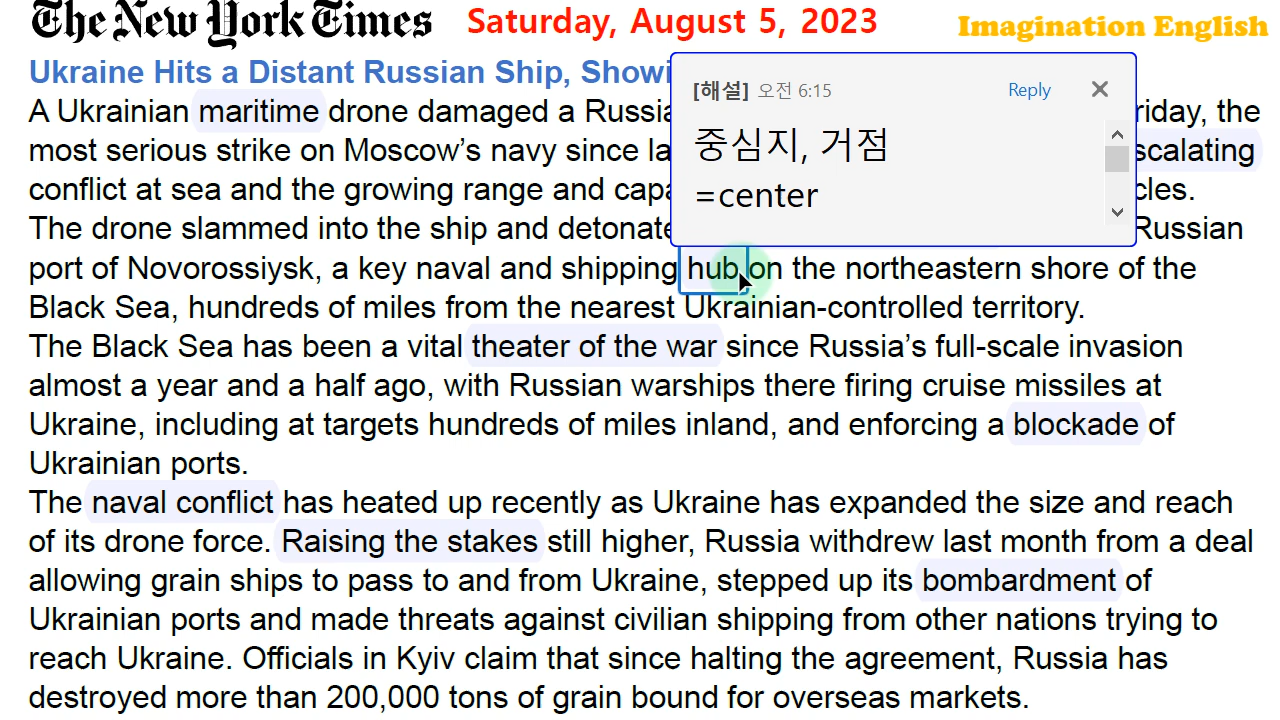 The New York Times Saturday, August 5, 2023 Imagination English
Ukraine Hits a Distant Russian Ship,
A Ukrainian maritime drone damaged a the
most serious strike on Moscow's navy since
conflict at sea and the growing range and
The drone slammed into the ship and Russian
port of Novorossiysk, a key naval and shipping hub on the northeastern shore of the
Black Sea, hundreds of miles from the nearest Ukrainian-controlled territory.
The Black Sea has been a vital theater of the war since Russia's full-scale invasion
almost a year and a half ago, with Russian warships there firing cruise missiles at
Ukraine, including at targets hundreds of miles inland, and enforcing a blockade of
Ukrainian ports.
The naval conflict has heated up recently as Ukraine has expanded the size and reach
of its drone force. Raising the stakes still higher, Russia withdrew last month from a deal
allowing grain ships to pass to and from Ukraine, stepped up its bombardment of
Ukrainian ports and made threats against civilian shipping from other nations trying to
reach Ukraine. Officials in Kyiv claim that since halting the agreement, Russia has
destroyed more than 200,000 tons of grain bound for overseas markets.
[해설] 오전 6:15 Reply
중심지, 거점
=center